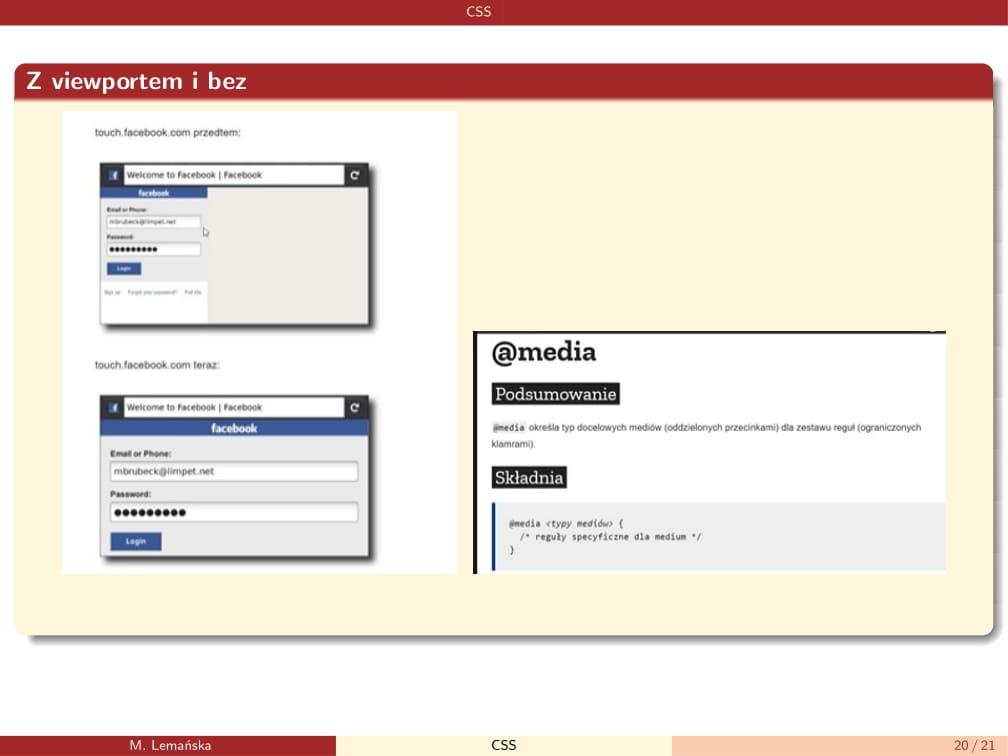 CSS
Z viewportem i bez
touch.facebook.com przedtem:
Welcome to Facebook | Facebook
facebook
Email or Phone:
mbrubeck@limpet.net
Password:
●●●●●●●●●
Login
Sign up Forgot your password? Full site
touch.facebook.com teraz:
Welcome to Facebook | Facebook
facebook
Email or Phone:
mbrubeck@limpet.net
Password:
●●●●●●●●●
Login
@media
Podsumowanie
@media określa typ docelowych mediów (oddzielonych przecinkami) dla zestawu reguł (ograniczonych
klamrami).
Składnia
@media <typy mediów> {
/* reguły specyficzne dla medium */
}
M. Lemańska
CSS
20 / 21